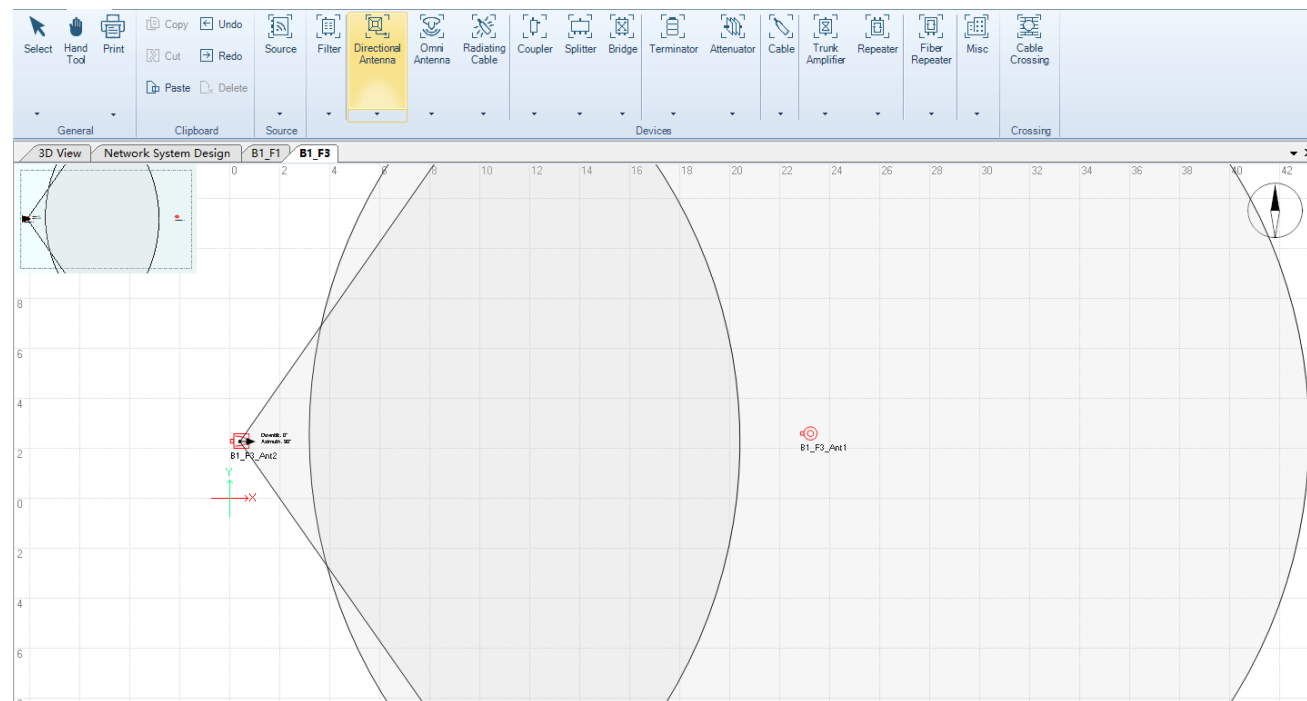 Select
Hand Tool
Print
Copy
Undo
Cut
Redo
Paste
Delete
Source
Filter
Directional Antenna
Omni Antenna
Radiating Cable
Coupler
Splitter
Bridge
Terminator
Attenuator
Cable
Trunk Amplifier
Repeater
Fiber Repeater
Misc
Cable Crossing
General
Clipboard
Source
Devices
Crossing
3D View
Network System Design
B1_F1
B1_F3
0 2 4 6 8 10 12 14 16 18 20 22 24 26 28 30 32 34 36 38 40 42
8
6
4
Downtilt. 0°
Azimuth. 90°
2
B1_F3_Ant2
B1_F3_Ant1
Y
X
0
2
4
6